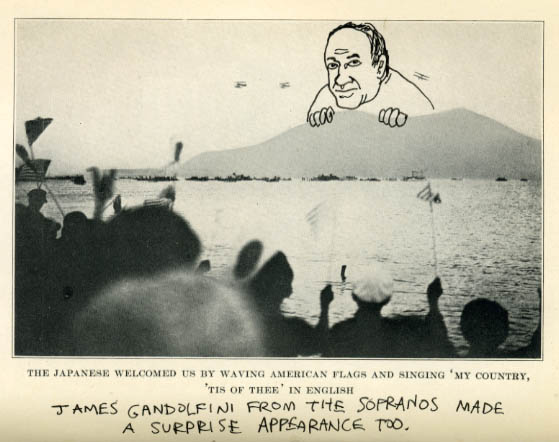 THE JAPANESE WELCOMED US BY WAVING AMERICAN FLAGS AND SINGING 'MY COUNTRY,
'TIS OF THEE' IN ENGLISH
JAMES GANDOLFINI FROM THE SOPRANOS MADE
A SURPRISE APPEARANCE TOO.